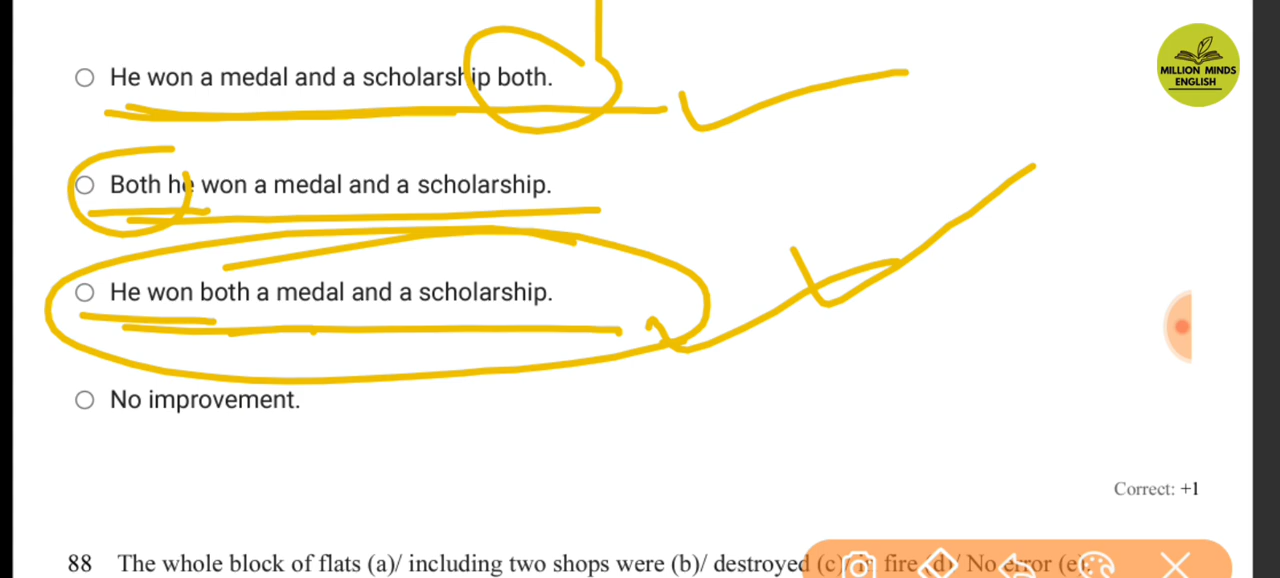 He won a medal and a scholarship both.
MILLION MINDS
ENGLISH
Both he won a medal and a scholarship.
He won both a medal and a scholarship.
No improvement.
Correct: +1
88 The whole block of flats (a)/ including two shops were (b)/ destroyed (c)/ in fire (d)/ No error (e).